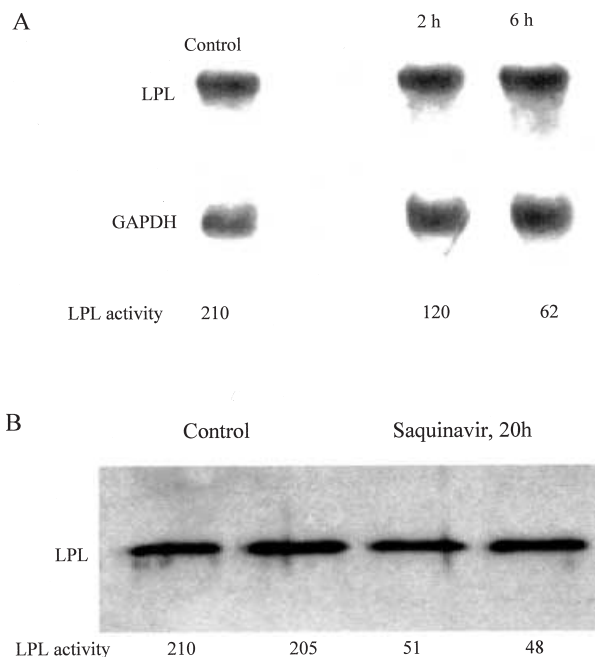 A
Control 2 h 6 h
LPL
GAPDH
LPL activity 210 120 62
B
Control Saquinavir, 20h
LPL
LPL activity 210 205 51 48